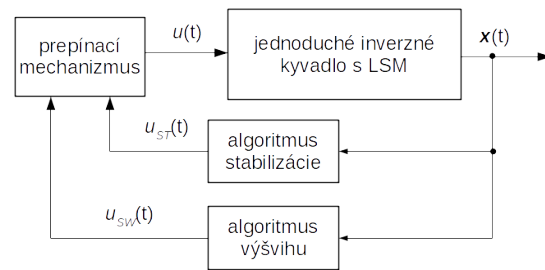 prepínací
mechanizmus
u(t)
jednoduché inverzné
kyvadlo s LSM
x(t)
u_ST(t)
algoritmus
stabilizácie
u_SW(t)
algoritmus
výšvihu